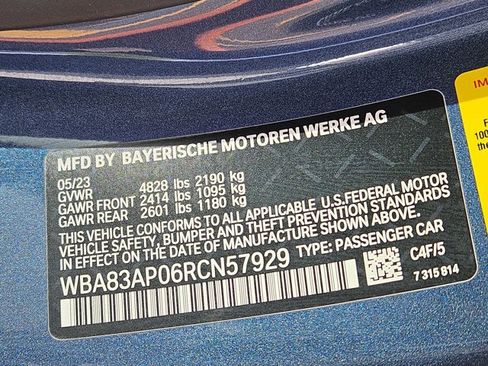 MFD BY BAYERISCHE MOTOREN WERKE AG
05/23
GVWR 4828 lbs 2190 kg
GAWR FRONT 2414 lbs 1095 kg
GAWR REAR 2601 lbs 1180 kg
THIS VEHICLE CONFORMS TO ALL APPLICABLE U.S.FEDERAL MOTOR
VEHICLE SAFETY, BUMPER AND THEFT PREVENTION STANDARDS IN
EFFECT ON THE DATE OF MANUFACTURE SHOWN ABOVE.
WBA83AP06RCN57929 TYPE: PASSENGER CAR
C4F/5
7 315 814
IM
F
100
the